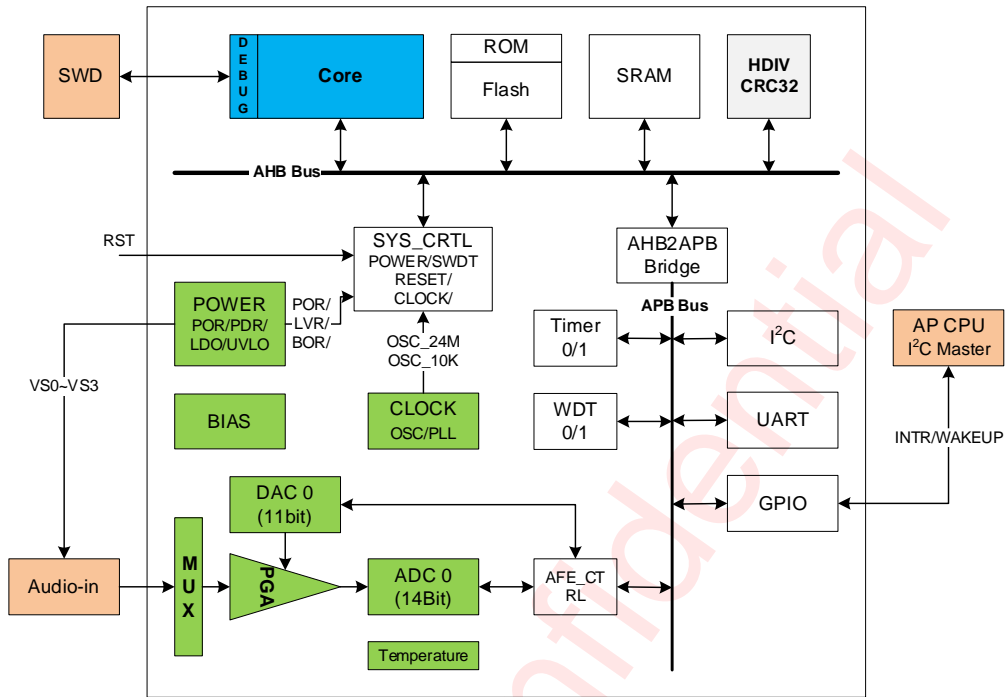 SWD
D
E
B
U
G
Core
ROM
Flash
SRAM
HDIV
CRC32
AHB Bus
RST
SYS_CRTL
POWER/SWDT
RESET/
CLOCK/
AHB2APB
Bridge
APB Bus
POWER
POR/PDR/
LDO/UVLO
POR/
LVR/
BOR/
OSC_24M
OSC_10K
Timer
0/1
I²C
AP CPU
I²C Master
VS0~VS3
BIAS
CLOCK
OSC/PLL
WDT
0/1
UART
INTR/WAKEUP
DAC 0
(11bit)
GPIO
Audio-in
M
U
X
PGA
ADC 0
(14Bit)
AFE_CT
RL
Temperature
nfidential